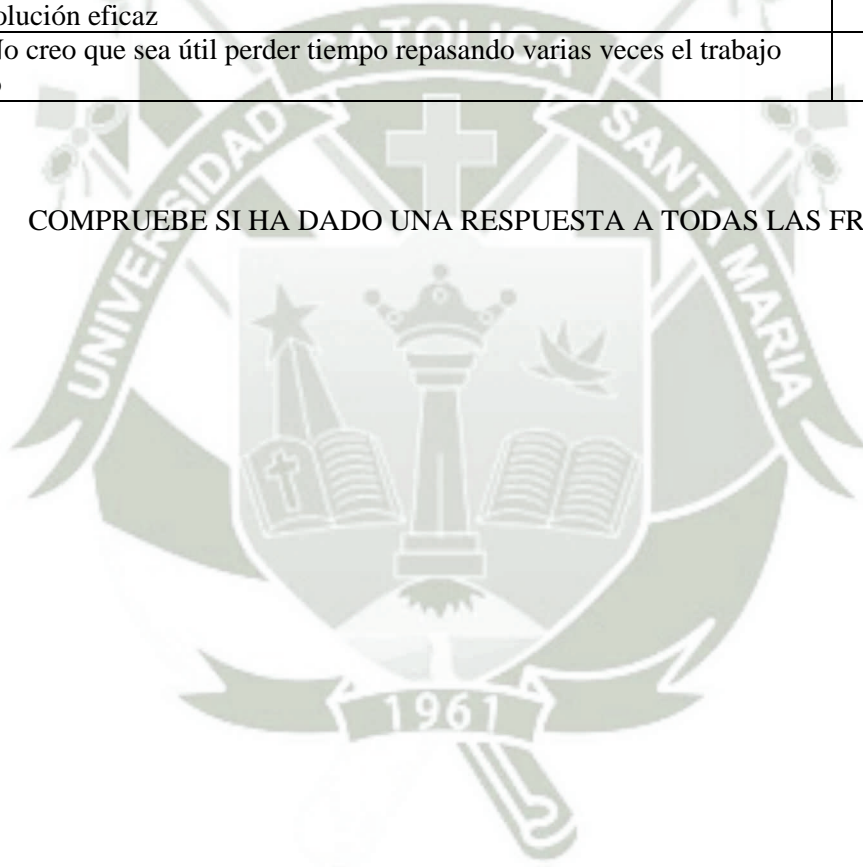 olución eficaz
No creo que sea útil perder tiempo repasando varias veces el trabajo
COMPRUEBE SI HA DADO UNA RESPUESTA A TODAS LAS FR
UNIVERSIDAD CATOLICA SANTA MARIA
1961